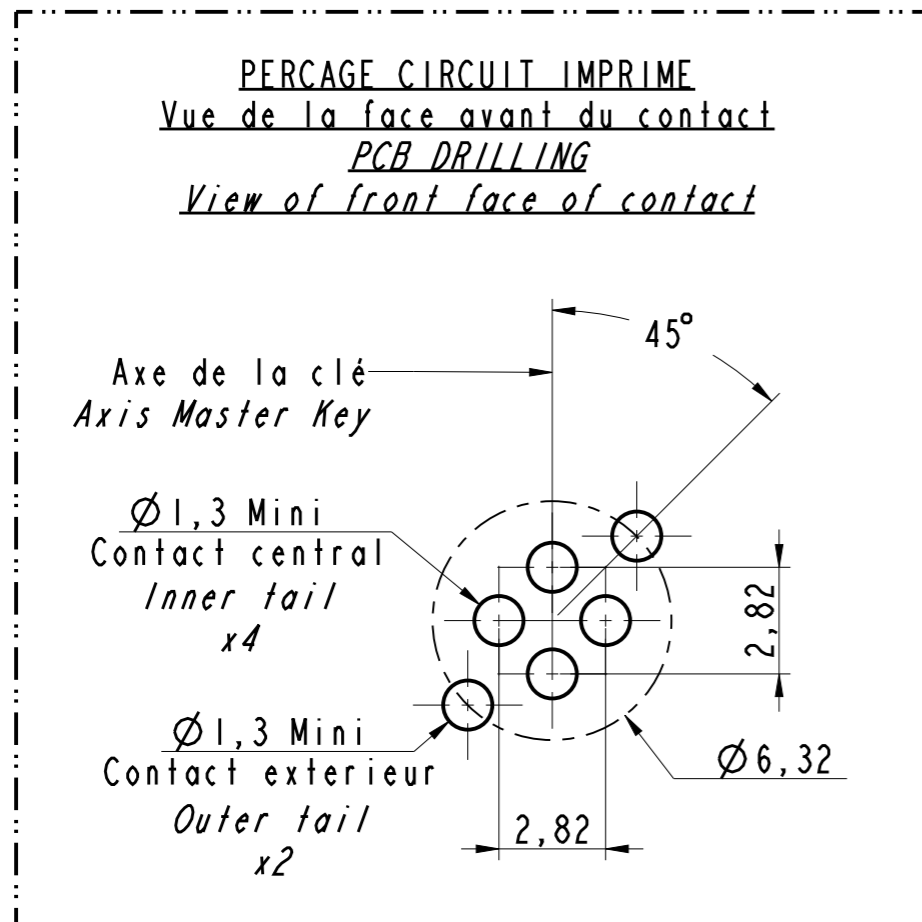 PERCAGE CIRCUIT IMPRIME
Vue de la face avant du contact
PCB DRILLING
View of front face of contact
45°
Axe de la clé
Axis Master Key
Ø1,3 Mini
Contact central
Inner tail
x4
2,82
Ø1,3 Mini
Contact exterieur
Outer tail
x2
Ø6,32
2,82